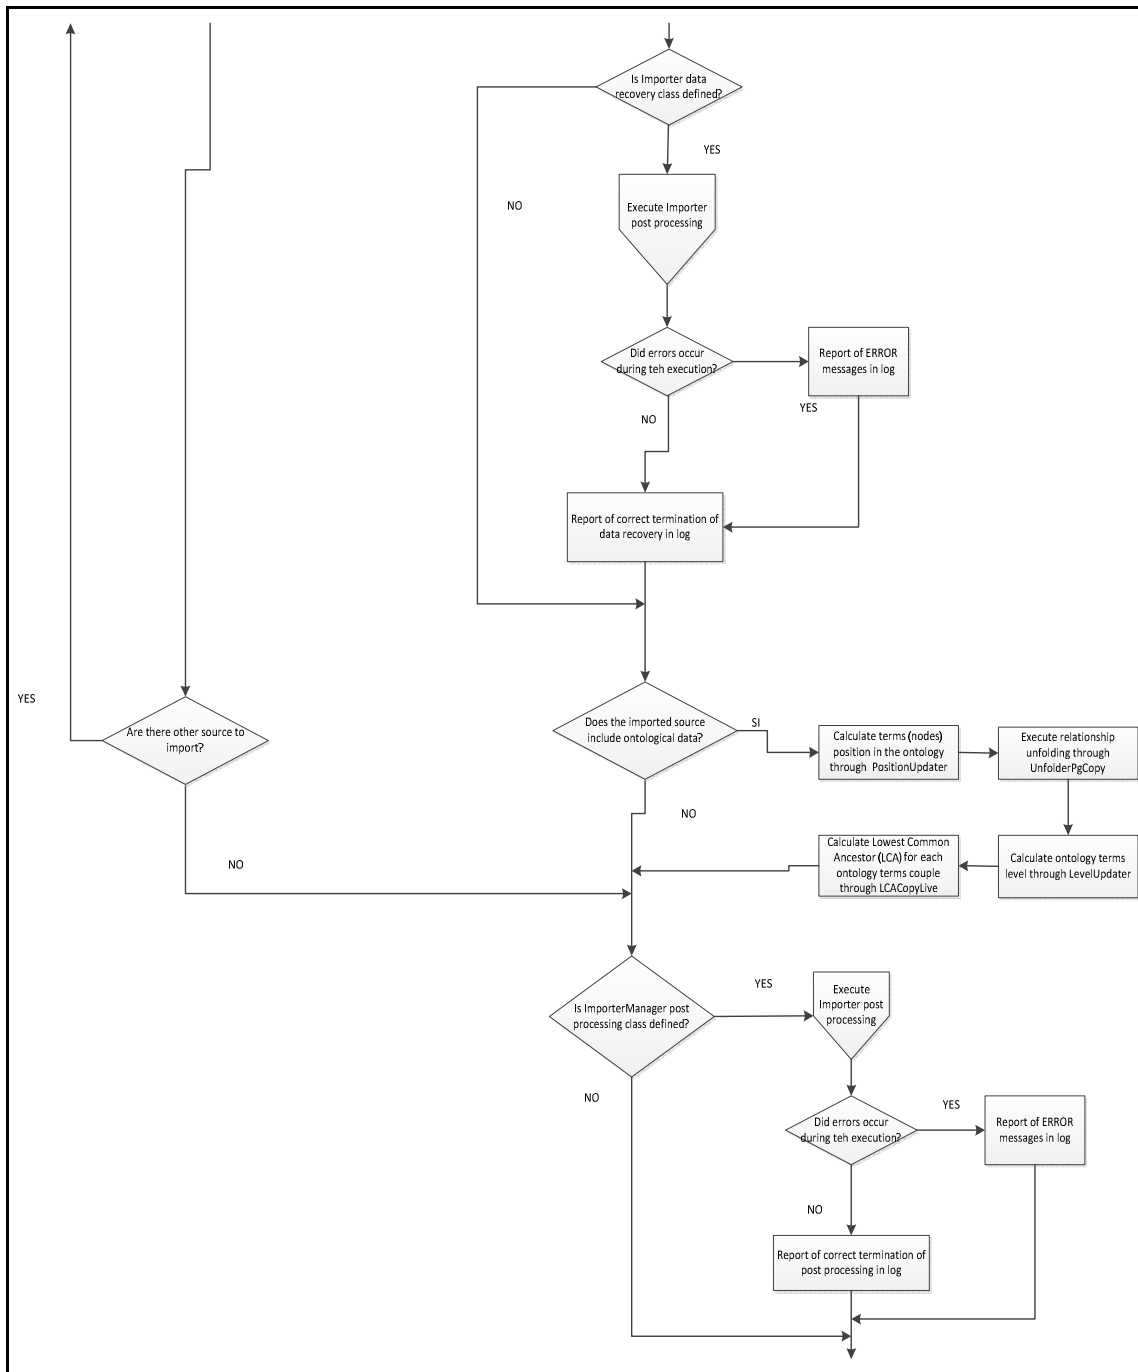 Is Importer data
recovery class defined?
YES
NO
Execute Importer
post processing
Did errors occur
during teh execution?
Report of ERROR
messages in log
YES
NO
Report of correct termination of
data recovery in log
YES
Are there other source to
import?
Does the imported source
include ontological data?
SI
Calculate terms (nodes)
position in the ontology
through PositionUpdater
Execute relationship
unfolding through
UnfolderPgCopy
NO
NO
Calculate Lowest Common
Ancestor (LCA) for each
ontology terms couple
through LCACopyLive
Calculate ontology terms
level through LevelUpdater
Is ImporterManager post
processing class defined?
YES
Execute
Importer post
processing
NO
Did errors occur
during teh execution?
YES
Report of ERROR
messages in log
NO
Report of correct termination of
post processing in log